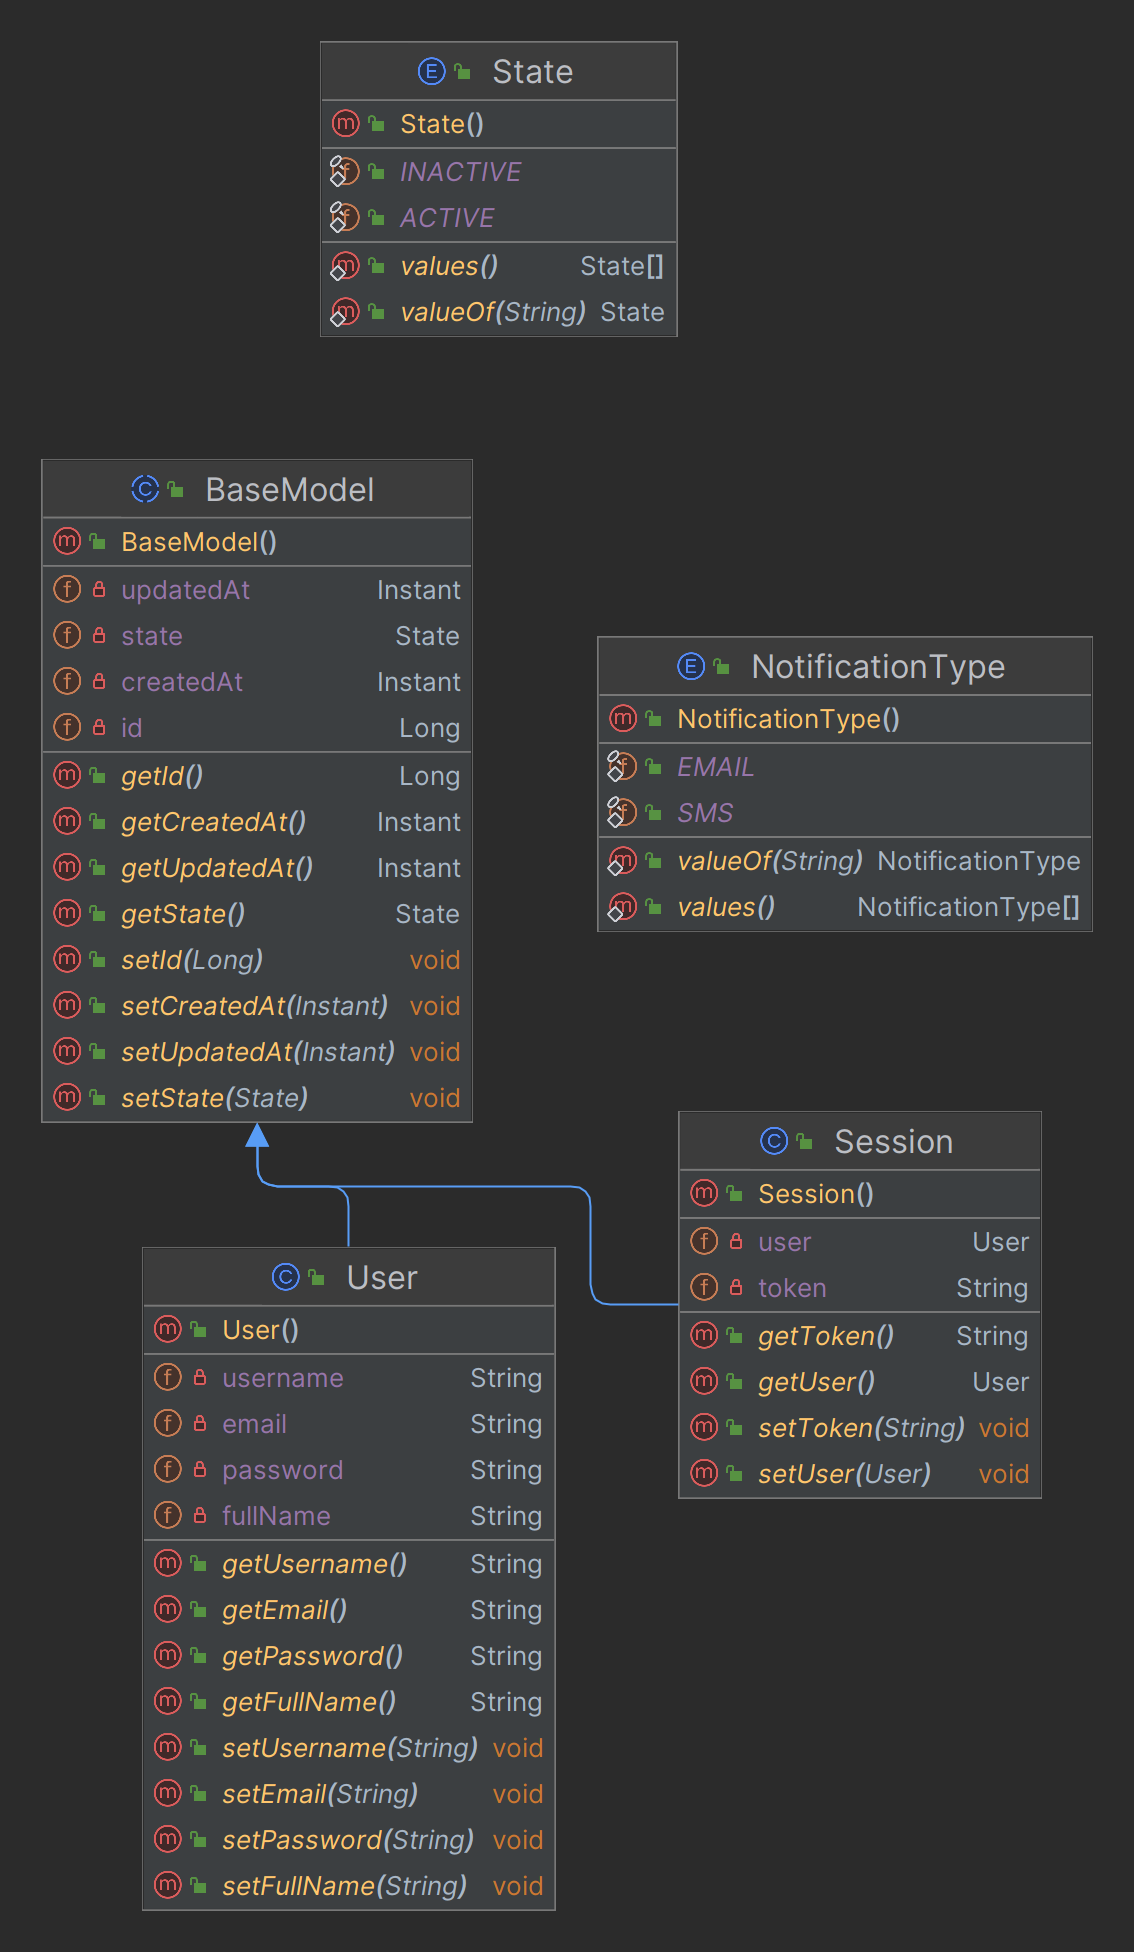 State
State()
INACTIVE
ACTIVE
values() State[]
valueOf(String) State
BaseModel
BaseModel()
updatedAt Instant
state State
createdAt Instant
id Long
getId() Long
getCreatedAt() Instant
getUpdatedAt() Instant
getState() State
setId(Long) void
setCreatedAt(Instant) void
setUpdatedAt(Instant) void
setState(State) void
NotificationType
NotificationType()
EMAIL
SMS
valueOf(String) NotificationType
values() NotificationType[]
Session
Session()
user User
token String
getToken() String
getUser() User
setToken(String) void
setUser(User) void
User
User()
username String
email String
password String
fullName String
getUsername() String
getEmail() String
getPassword() String
getFullName() String
setUsername(String) void
setEmail(String) void
setPassword(String) void
setFullName(String) void